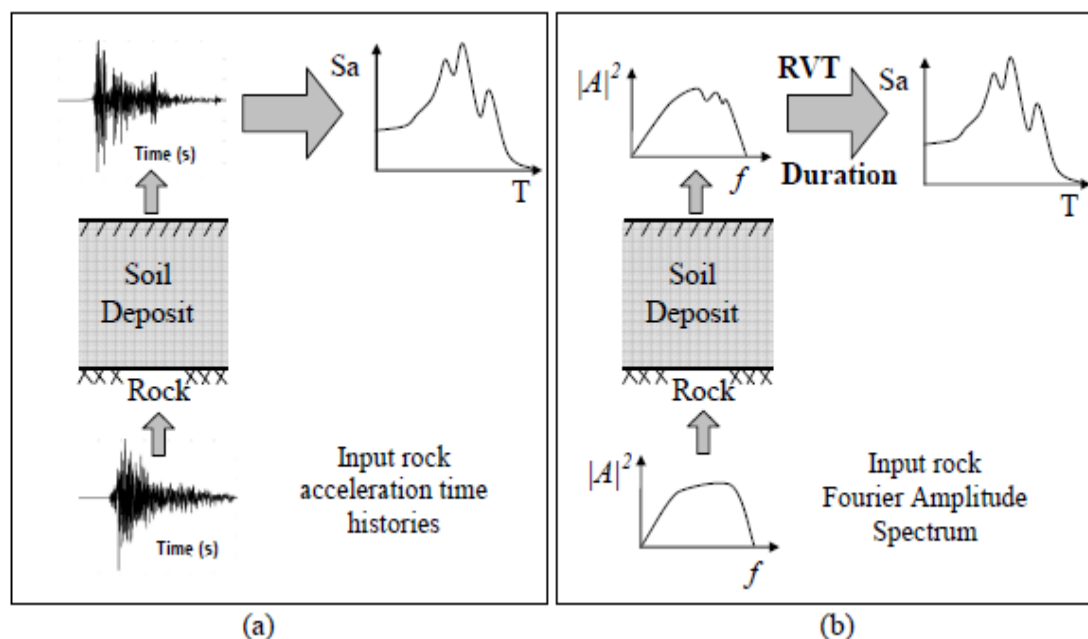 Sa
Time (s)
T
Soil
Deposit
Rock
Input rock
acceleration time
histories
Time (s)
(a)
|A|²
f
RVT
Duration
Sa
T
Soil
Deposit
Rock
|A|²
f
Input rock
Fourier Amplitude
Spectrum
(b)